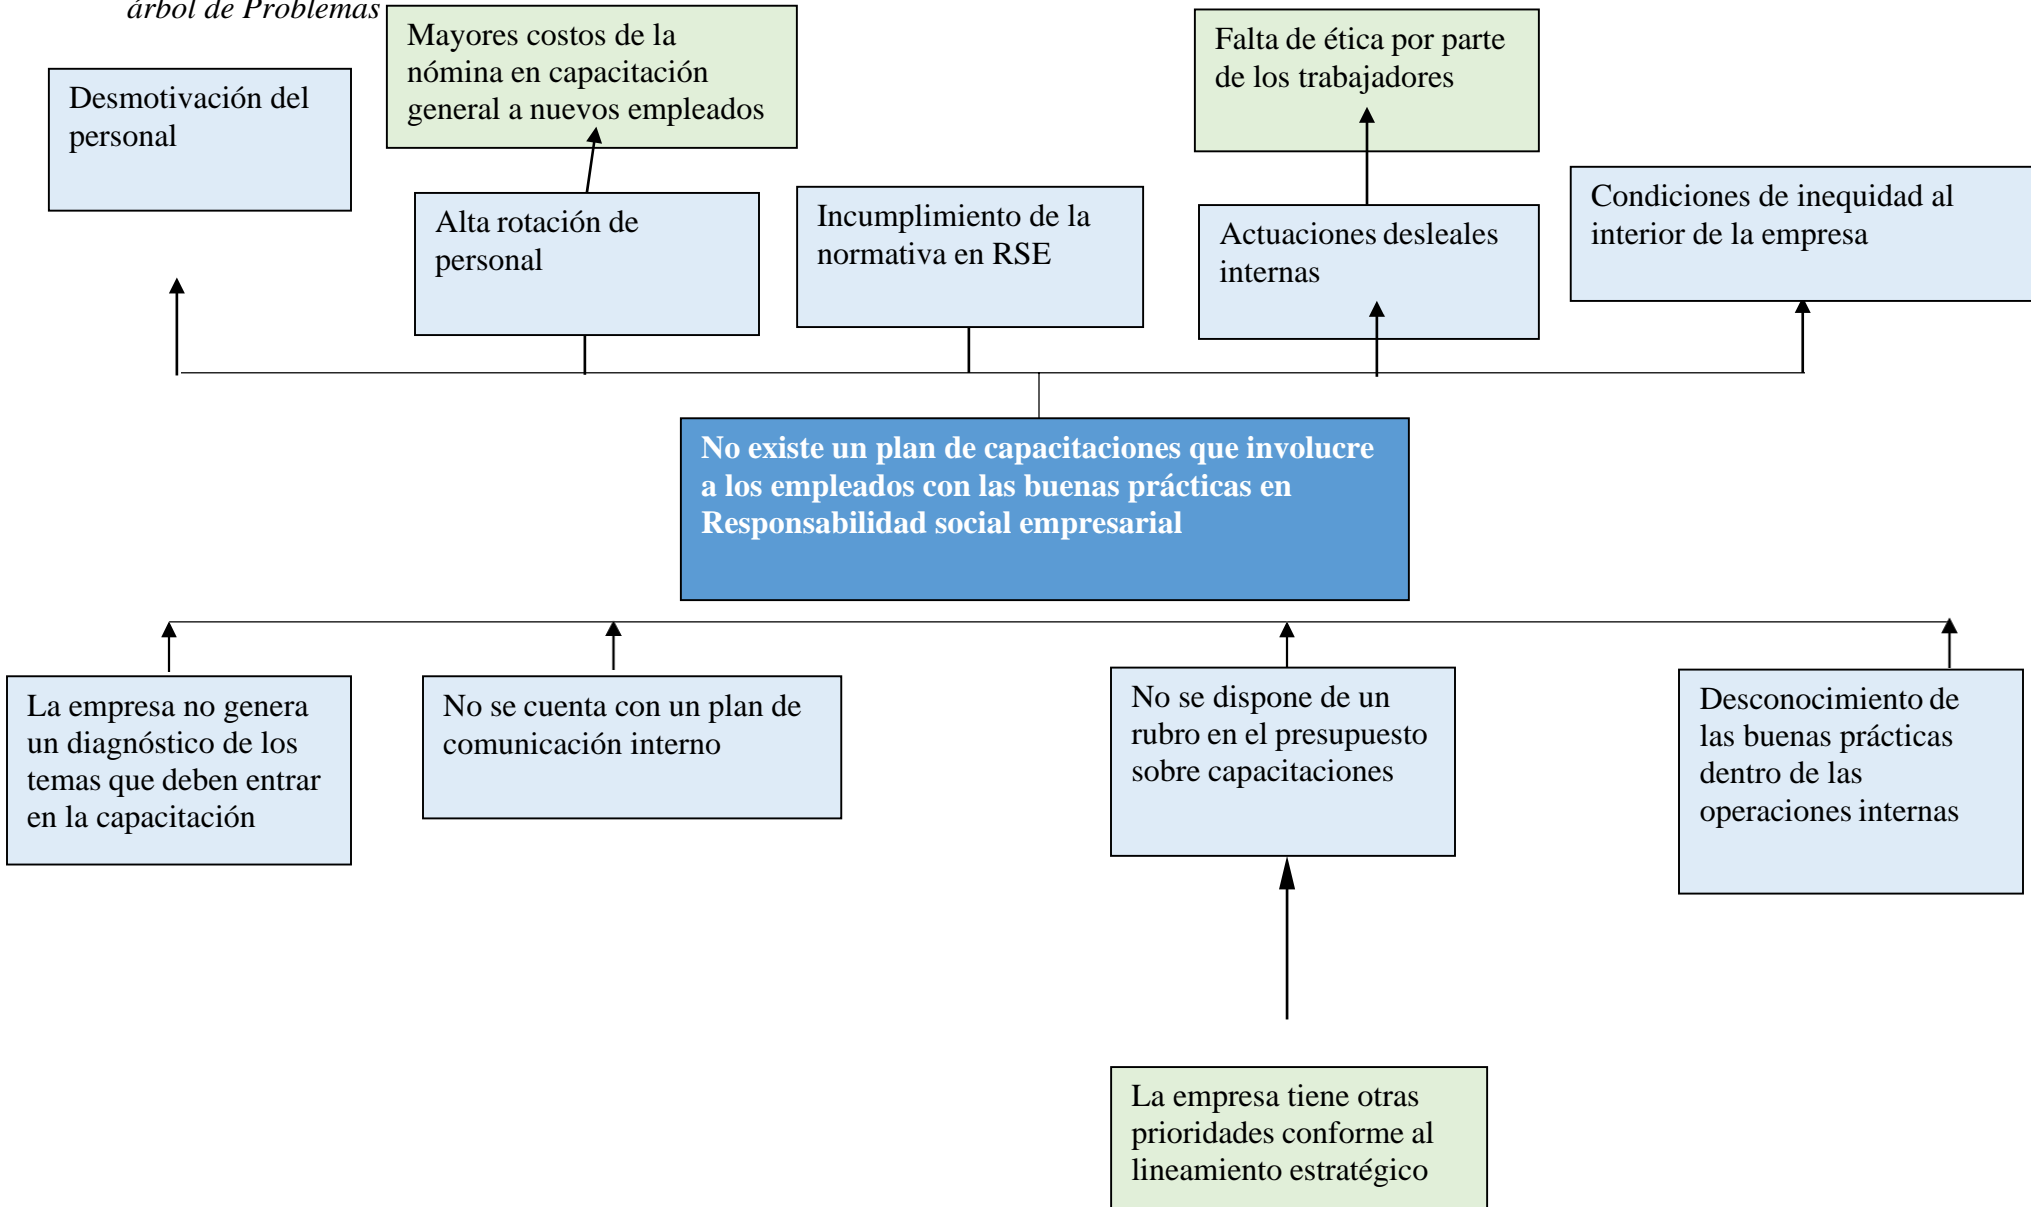 árbol de Problemas
Mayores costos de la
nómina en capacitación
general a nuevos empleados
Falta de ética por parte
de los trabajadores
Desmotivación del
personal
Alta rotación de
personal
Incumplimiento de la
normativa en RSE
Actuaciones desleales
internas
Condiciones de inequidad al
interior de la empresa
No existe un plan de capacitaciones que involucre
a los empleados con las buenas prácticas en
Responsabilidad social empresarial
La empresa no genera
un diagnóstico de los
temas que deben entrar
en la capacitación
No se cuenta con un plan de
comunicación interno
No se dispone de un
rubro en el presupuesto
sobre capacitaciones
Desconocimiento de
las buenas prácticas
dentro de las
operaciones internas
La empresa tiene otras
prioridades conforme al
lineamiento estratégico